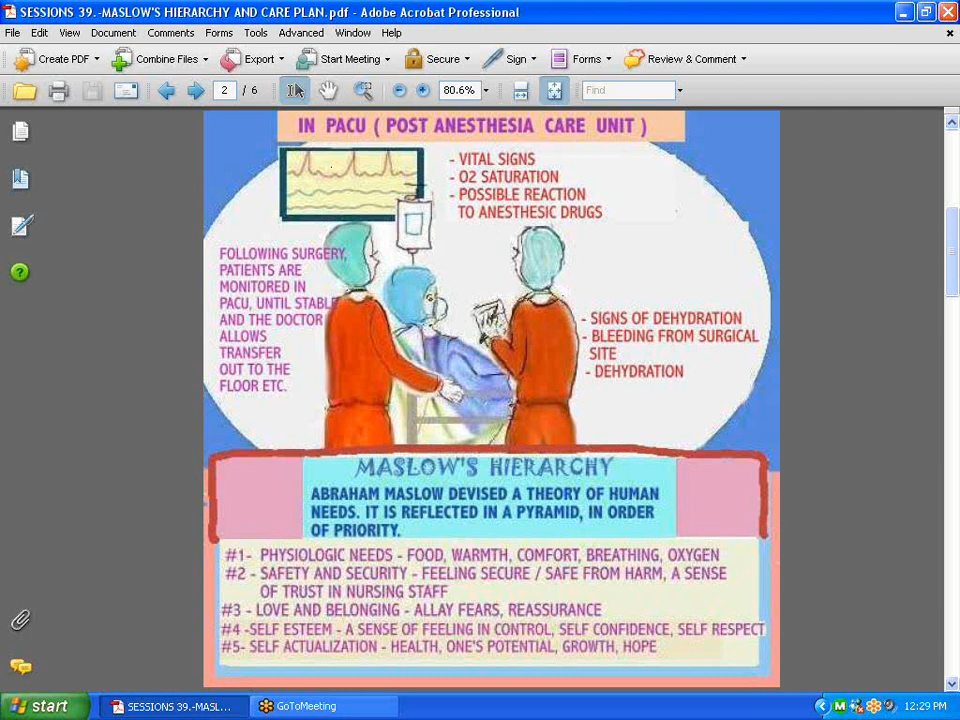 SESSIONS 39.-MASLOW'S HIERARCHY AND CARE PLAN.pdf - Adobe Acrobat Professional
File Edit View Document Comments Forms Tools Advanced Window Help
Create PDF Combine Files Export Start Meeting Secure Sign Forms Review & Comment
2 / 6 80.6% Find
IN PACU ( POST ANESTHESIA CARE UNIT )
- VITAL SIGNS
- O2 SATURATION
- POSSIBLE REACTION
TO ANESTHESIC DRUGS
FOLLOWING SURGERY,
PATIENTS ARE
MONITORED IN
PACU, UNTIL STABLE
AND THE DOCTOR
ALLOWS
TRANSFER
OUT TO THE
FLOOR ETC.
- SIGNS OF DEHYDRATION
- BLEEDING FROM SURGICAL
SITE
- DEHYDRATION
MASLOW'S HIERARCHY
ABRAHAM MASLOW DEVISED A THEORY OF HUMAN
NEEDS. IT IS REFLECTED IN A PYRAMID, IN ORDER
OF PRIORITY.
#1- PHYSIOLOGIC NEEDS - FOOD, WARMTH, COMFORT, BREATHING, OXYGEN
#2 - SAFETY AND SECURITY - FEELING SECURE / SAFE FROM HARM, A SENSE
OF TRUST IN NURSING STAFF
#3 - LOVE AND BELONGING - ALLAY FEARS, REASSURANCE
#4 -SELF ESTEEM - A SENSE OF FEELING IN CONTROL, SELF CONFIDENCE, SELF RESPECT
#5- SELF ACTUALIZATION - HEALTH, ONE'S POTENTIAL, GROWTH, HOPE
start SESSIONS 39.-MASL... GoToMeeting 12:29 PM